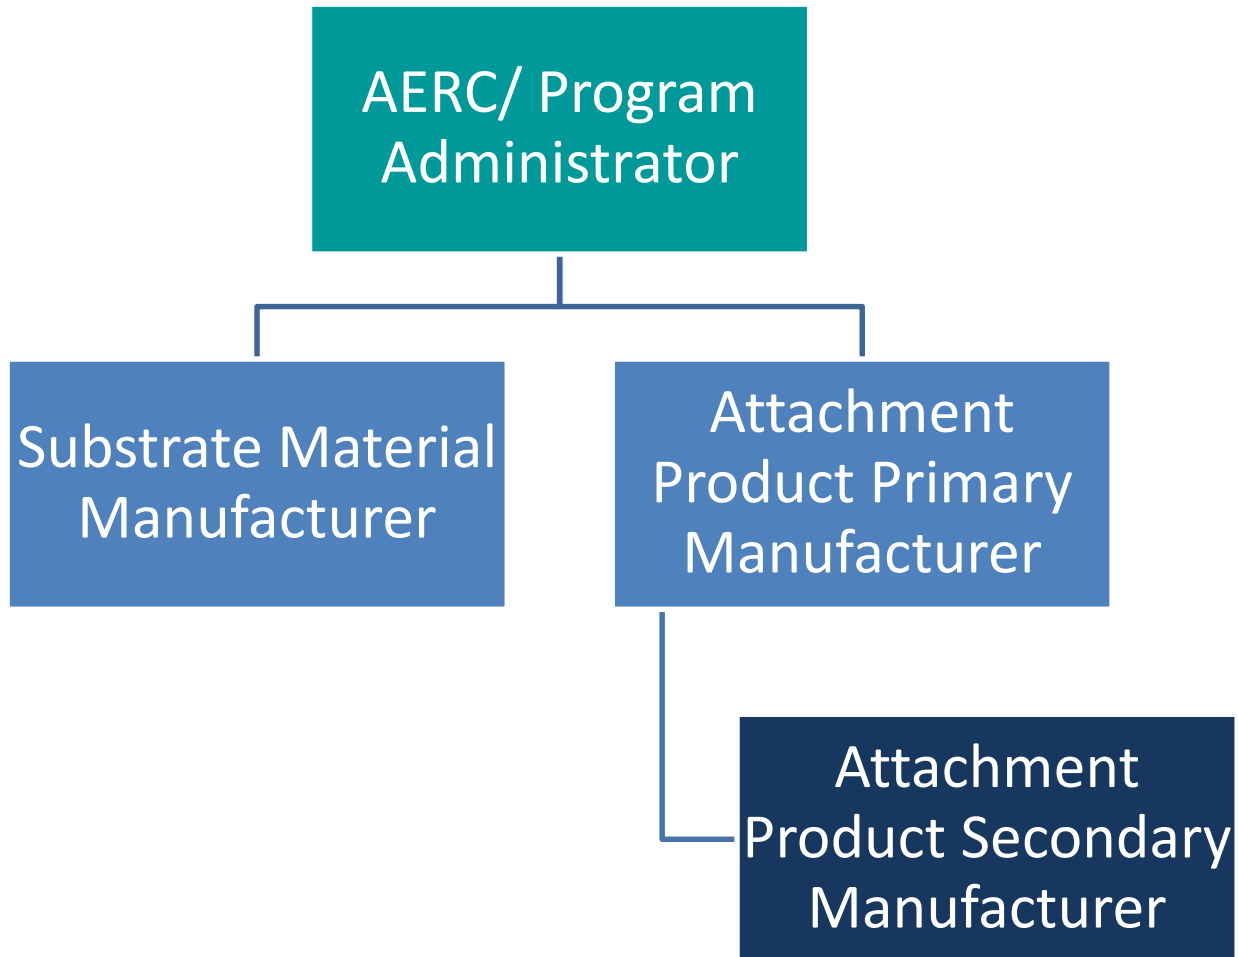 AERC/ Program
Administrator
Substrate Material
Manufacturer
Attachment
Product Primary
Manufacturer
Attachment
Product Secondary
Manufacturer